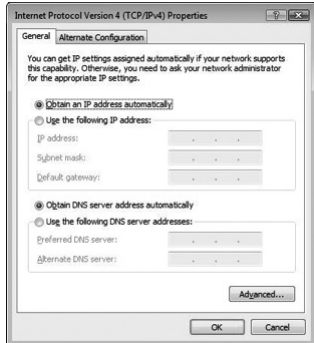 Internet Protocol Version 4 (TCP/IPv4) Properties
General
Alternate Configuration
You can get IP settings assigned automatically if your network supports
this capability. Otherwise, you need to ask your network administrator
for the appropriate IP settings.
Obtain an IP address automatically
Use the following IP address:
IP address:
Subnet mask:
Default gateway:
Obtain DNS server address automatically
Use the following DNS server addresses:
Preferred DNS server:
Alternate DNS server:
Advanced...
OK
Cancel